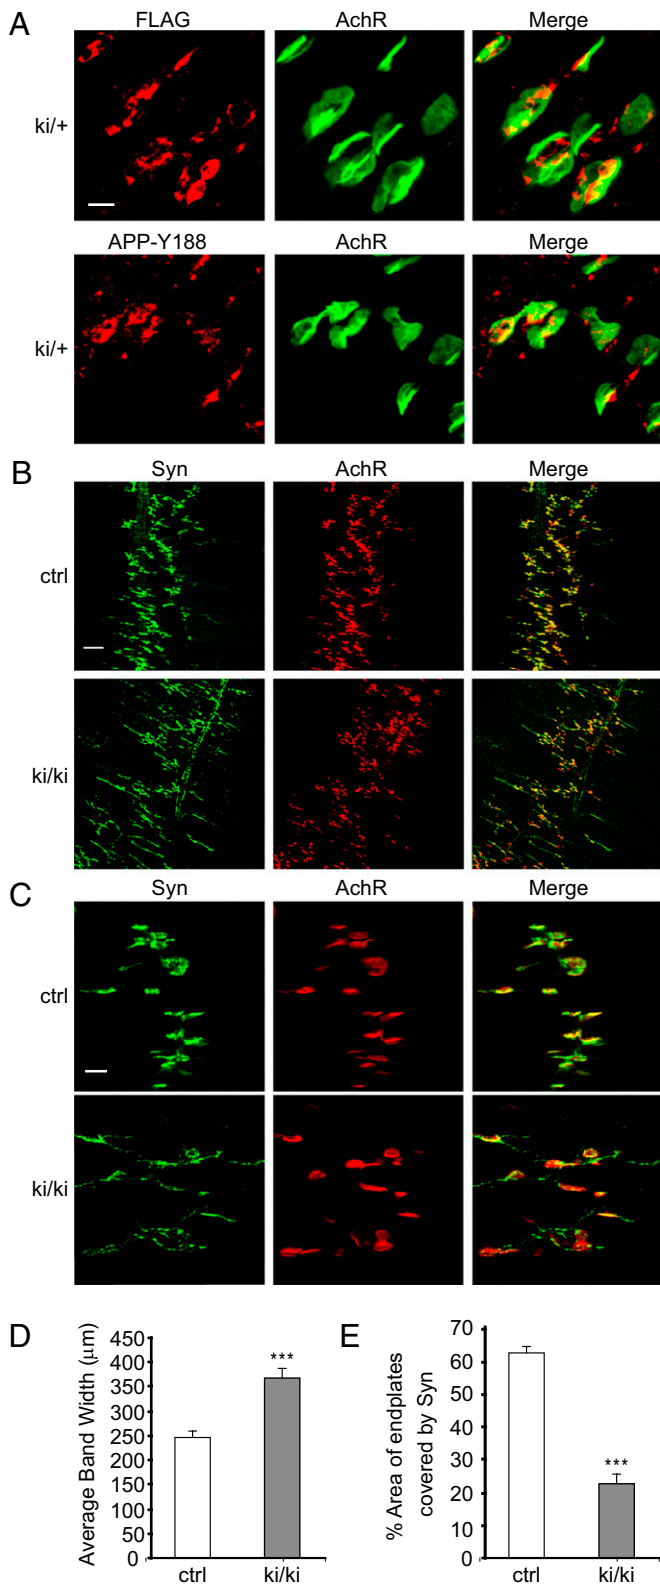 A
FLAG AchR Merge
ki/+
APP-Y188 AchR Merge
ki/+
B
Syn AchR Merge
ctrl
ki/ki
C
Syn AchR Merge
ctrl
ki/ki
D
Average Band Width (μm)
450
400
350
300
250
200
150
100
50
0
***
ctrl ki/ki
E
% Area of endplates
covered by Syn
70
60
50
40
30
20
10
0
***
ctrl ki/ki